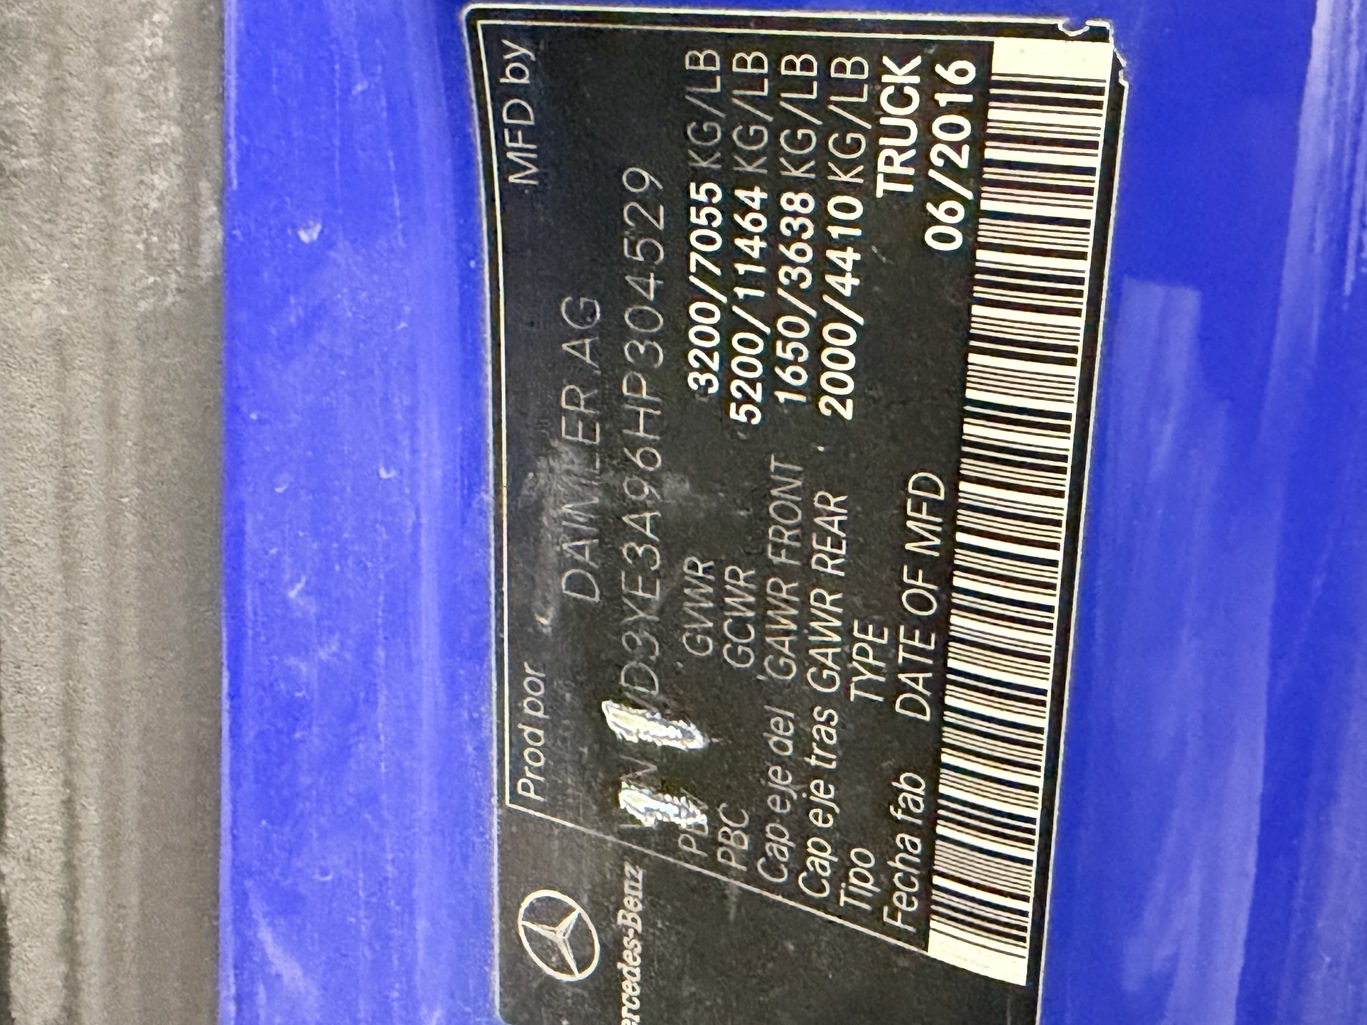 Prod por MFD by
DAIMLER AG
D3YE3A96HP304529
GVWR 3200/7055 KG/LB
PBC GCWR 5200/11464 KG/LB
Cap eje del GAWR FRONT 1650/3638 KG/LB
Cap eje tras GAWR REAR 2000/4410 KG/LB
Tipo TYPE TRUCK
Fecha fab DATE OF MFD 06/2016
ercedes-Benz